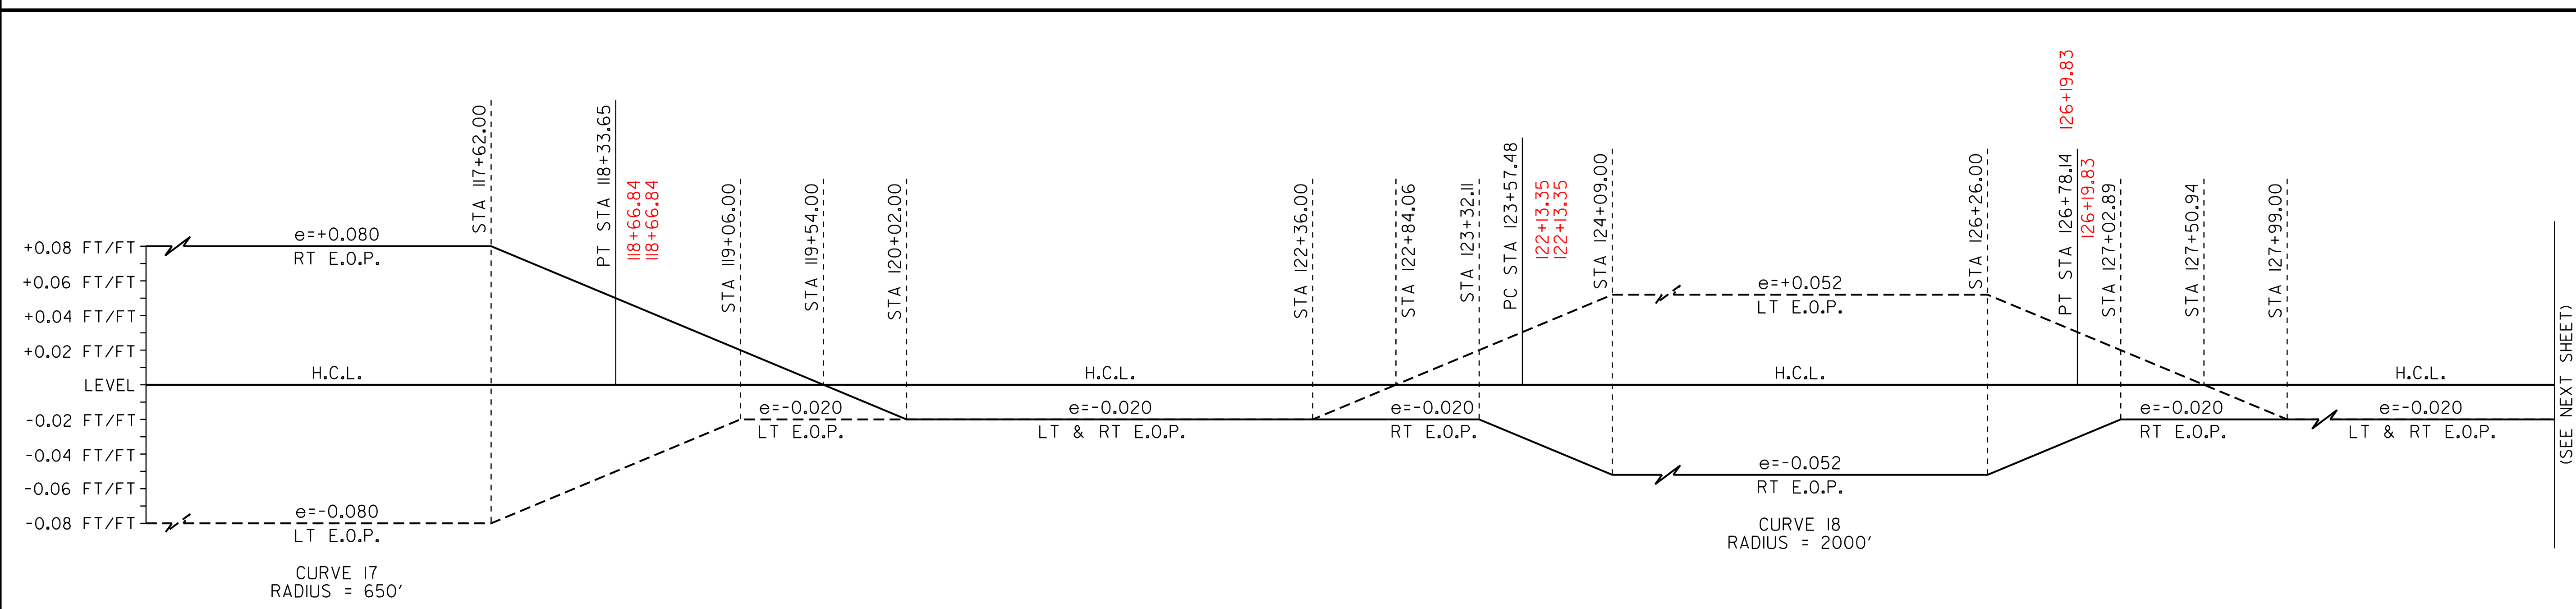 +0.08 FT/FT
+0.06 FT/FT
+0.04 FT/FT
+0.02 FT/FT
LEVEL
-0.02 FT/FT
-0.04 FT/FT
-0.06 FT/FT
-0.08 FT/FT
e=+0.080
RT E.O.P.
H.C.L.
e=-0.080
LT E.O.P.
CURVE 17
RADIUS = 650'
STA 117+62.00
PT STA 118+33.65
118+66.84
118+66.84
STA 119+06.00
STA 119+54.00
STA 120+02.00
e=-0.020
LT E.O.P.
H.C.L.
e=-0.020
LT & RT E.O.P.
STA 122+36.00
STA 122+84.06
STA 123+32.11
e=-0.020
RT E.O.P.
PC STA 123+57.48
122+13.35
122+13.35
STA 124+09.00
e=+0.052
LT E.O.P.
H.C.L.
e=-0.052
RT E.O.P.
CURVE 18
RADIUS = 2000'
STA 126+26.00
126+19.83
PT STA 126+78.14
126+19.83
STA 127+02.89
STA 127+50.94
STA 127+99.00
e=-0.020
RT E.O.P.
H.C.L.
e=-0.020
LT & RT E.O.P.
(SEE NEXT SHEET)